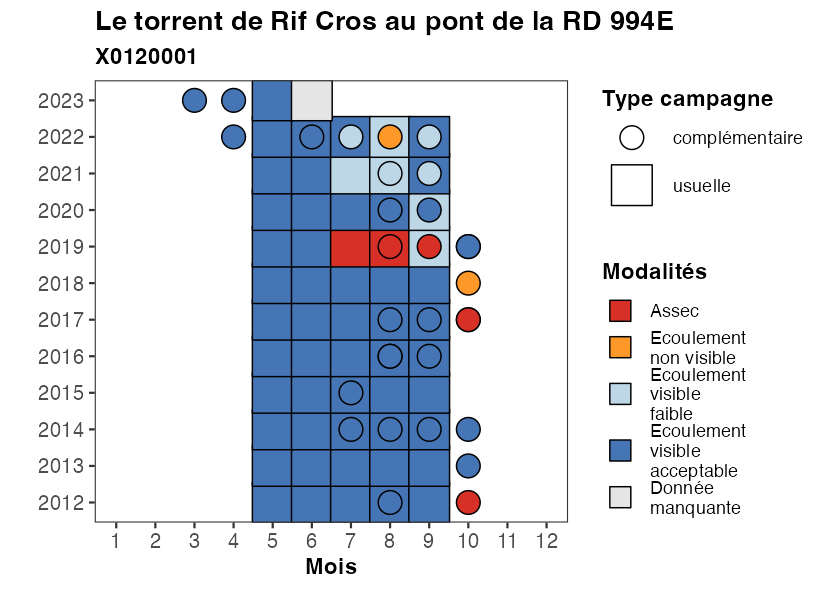 Le torrent de Rif Cros au pont de la RD 994E
X0120001
2023
2022
2021
2020
2019
2018
2017
2016
2015
2014
2013
2012
1 2 3 4 5 6 7 8 9 10 11 12
Mois
Type campagne
complémentaire
usuelle
Modalités
Assec
Ecoulement
non visible
Ecoulement
visible
faible
Ecoulement
visible
acceptable
Donnée
manquante